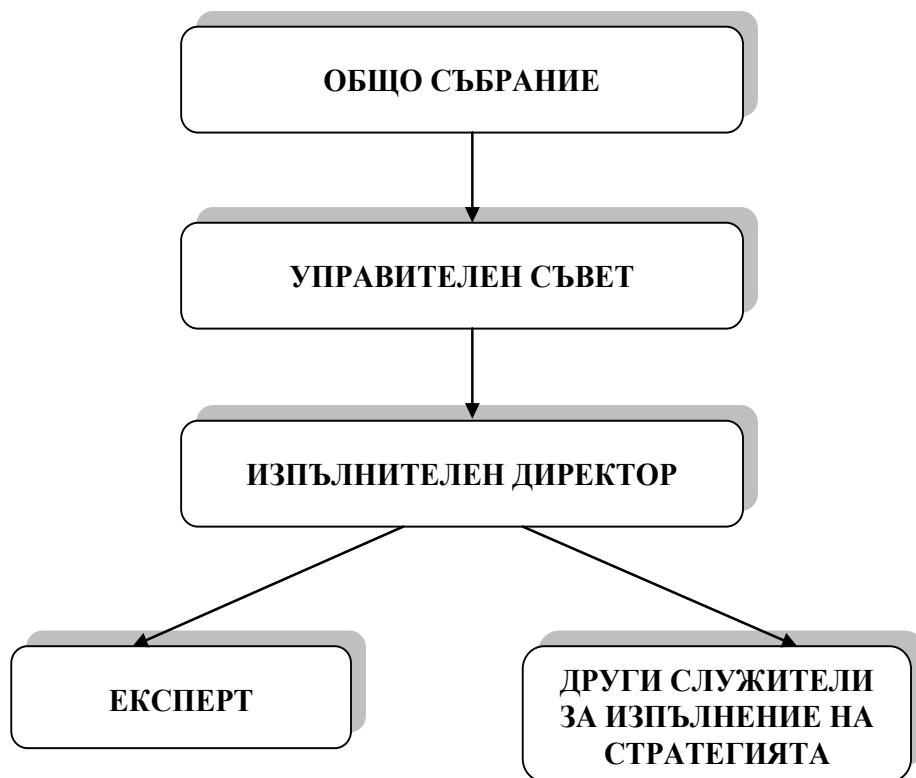 ОБЩО СЪБРАНИЕ
УПРАВИТЕЛЕН СЪВЕТ
ИЗПЪЛНИТЕЛЕН ДИРЕКТОР
ЕКСПЕРТ
ДРУГИ СЛУЖИТЕЛИ
ЗА ИЗПЪЛНЕНИЕ НА
СТРАТЕГИЯТА